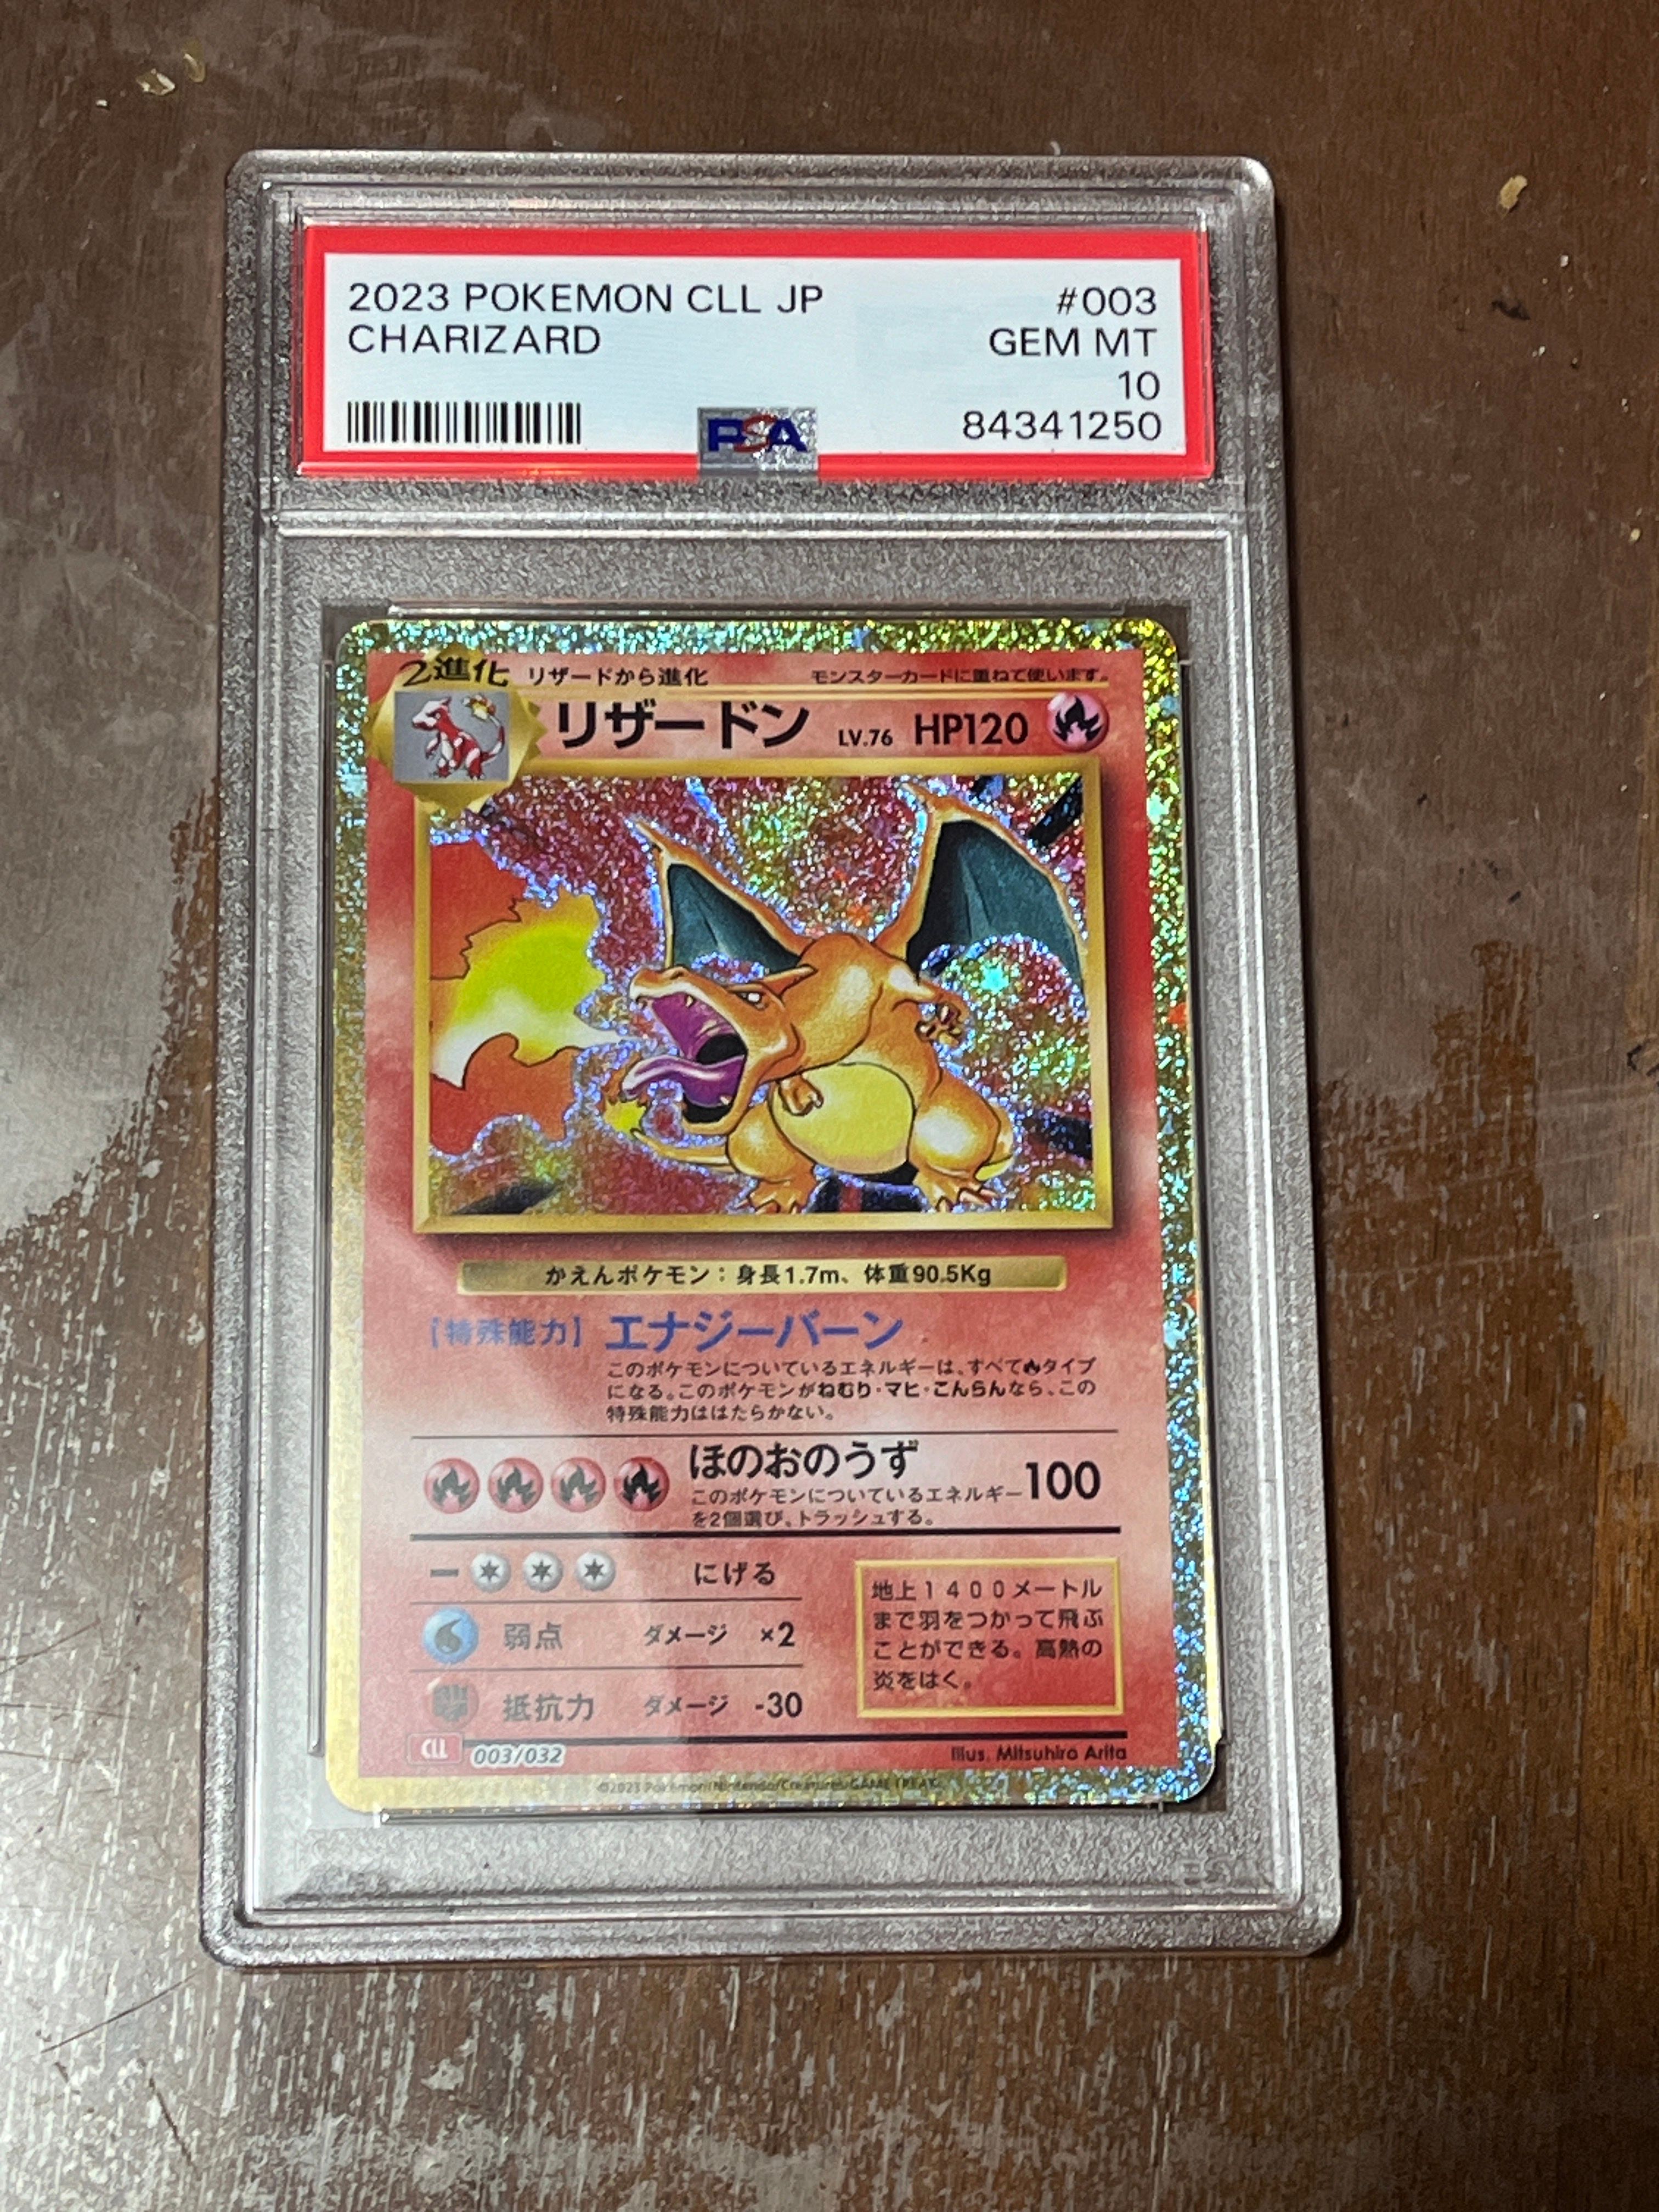 2023 POKEMON CLL JP #003
CHARIZARD GEM MT
10
PSA 84341250
2進化 リザードから進化 モンスターカードに重ねて使います。
リザードン LV.76 HP120
かえんポケモン：身長1.7m、体重90.5Kg
【特殊能力】 エナジーバーン
このポケモンについているエネルギーは、すべてタイプ
になる。このポケモンがねむり・マヒ・こんらんなら、この
特殊能力ははたらかない。
ほのおのうず 100
このポケモンについているエネルギー
を2個選び、トラッシュする。
にげる
弱点 ダメージ ×2
抵抗力 ダメージ -30
地上1400メートル
まで羽をつかって飛ぶ
ことができる。高熱の
炎をはく。
CLL 003/032 Illus. Mitsuhiro Arita
©2023 Pokémon/Nintendo/Creatures/GAME FREAK.